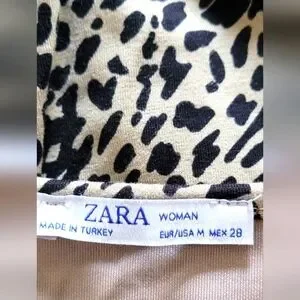 ZARA WOMAN
MADE IN TURKEY EUR/USA M MEX 28